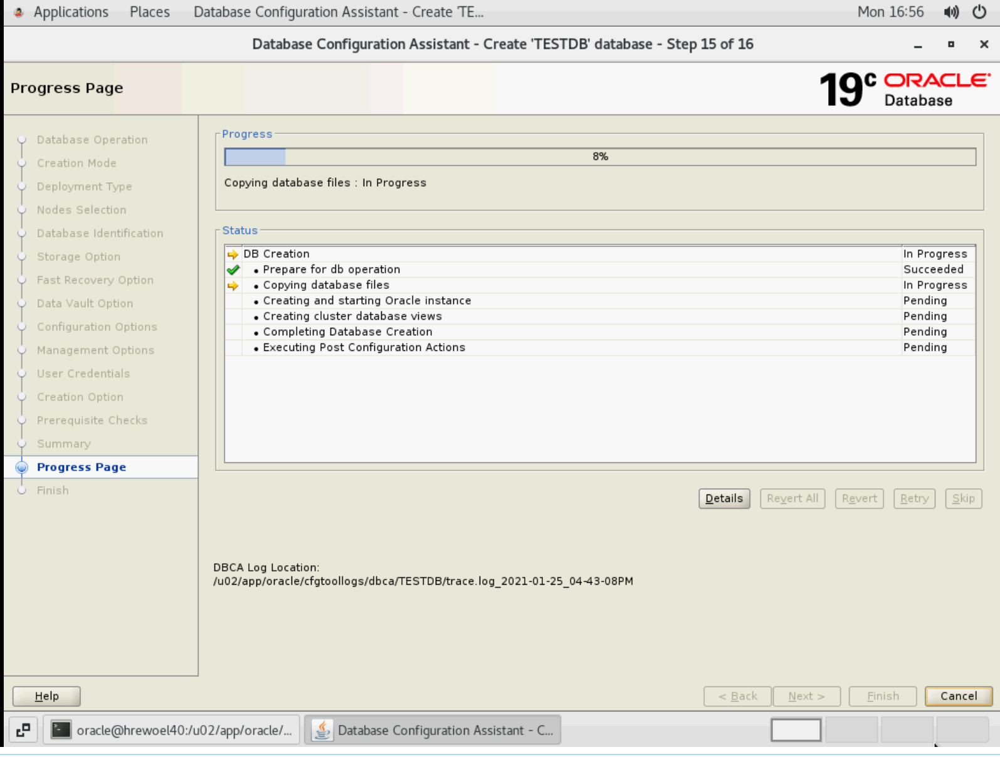 Applications Places Database Configuration Assistant - Create 'TE... Mon 16:56
Database Configuration Assistant - Create 'TESTDB' database - Step 15 of 16
Progress Page
19c ORACLE Database
Database Operation
Creation Mode
Deployment Type
Nodes Selection
Database Identification
Storage Option
Fast Recovery Option
Data Vault Option
Configuration Options
Management Options
User Credentials
Creation Option
Prerequisite Checks
Summary
Progress Page
Finish
Progress
8%
Copying database files : In Progress
Status
DB Creation In Progress
• Prepare for db operation Succeeded
• Copying database files In Progress
• Creating and starting Oracle instance Pending
• Creating cluster database views Pending
• Completing Database Creation Pending
• Executing Post Configuration Actions Pending
Details Revert All Revert Retry Skip
DBCA Log Location:
/u02/app/oracle/cfgtoollogs/dbca/TESTDB/trace.log_2021-01-25_04-43-08PM
Help < Back Next > Finish Cancel
oracle@hrewoel40:/u02/app/oracle/... Database Configuration Assistant - C...